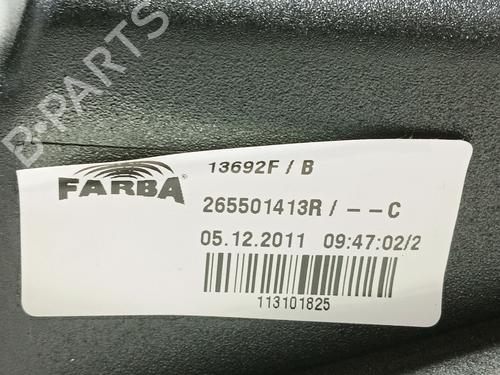 B-PARTS
13692F / B
FARBA
265501413R / - - C
05.12.2011 09:47:02/2
113101825